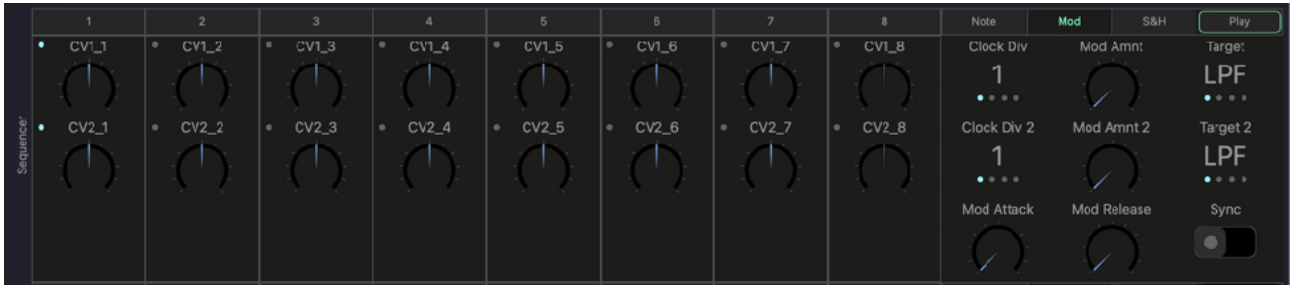 1 2 3 4 5 6 7 8 Note Mod S&H Play
CV1_1 CV1_2 CV1_3 CV1_4 CV1_5 CV1_6 CV1_7 CV1_8 Clock Div Mod Amnt Target
1 LPF
CV2_1 CV2_2 CV2_3 CV2_4 CV2_5 CV2_6 CV2_7 CV2_8 Clock Div 2 Mod Amnt 2 Target 2
1 LPF
Mod Attack Mod Release Sync
Sequencer